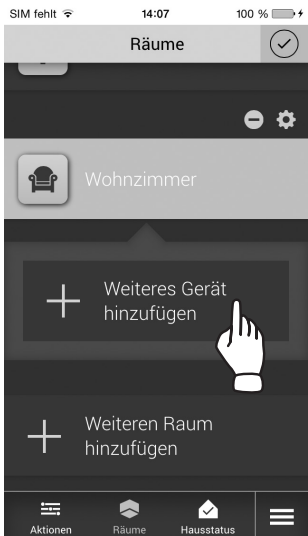 SIM fehlt 14:07 100 %
Räume
Wohnzimmer
Weiteres Gerät
hinzufügen
Weiteren Raum
hinzufügen
Aktionen Räume Hausstatus